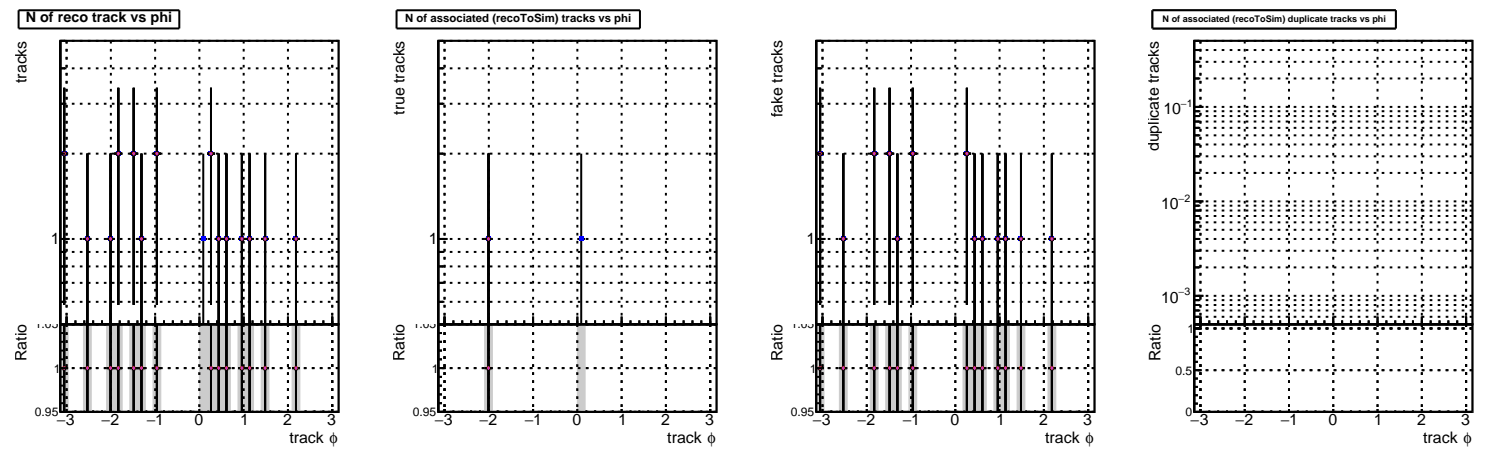 N of reco track vs phi
tracks
1
Ratio
1.05
1
0.95
−3 −2 −1 0 1 2 3
track ϕ
N of associated (recoToSim) tracks vs phi
true tracks
1
Ratio
1.05
1
0.95
−3 −2 −1 0 1 2 3
track ϕ
fake tracks
1
Ratio
1.05
1
0.95
−3 −2 −1 0 1 2 3
track ϕ
N of associated (recoToSim) duplicate tracks vs phi
duplicate tracks
10−1
10−2
10−3
Ratio
1
0.5
0
−3 −2 −1 0 1 2 3
track ϕ